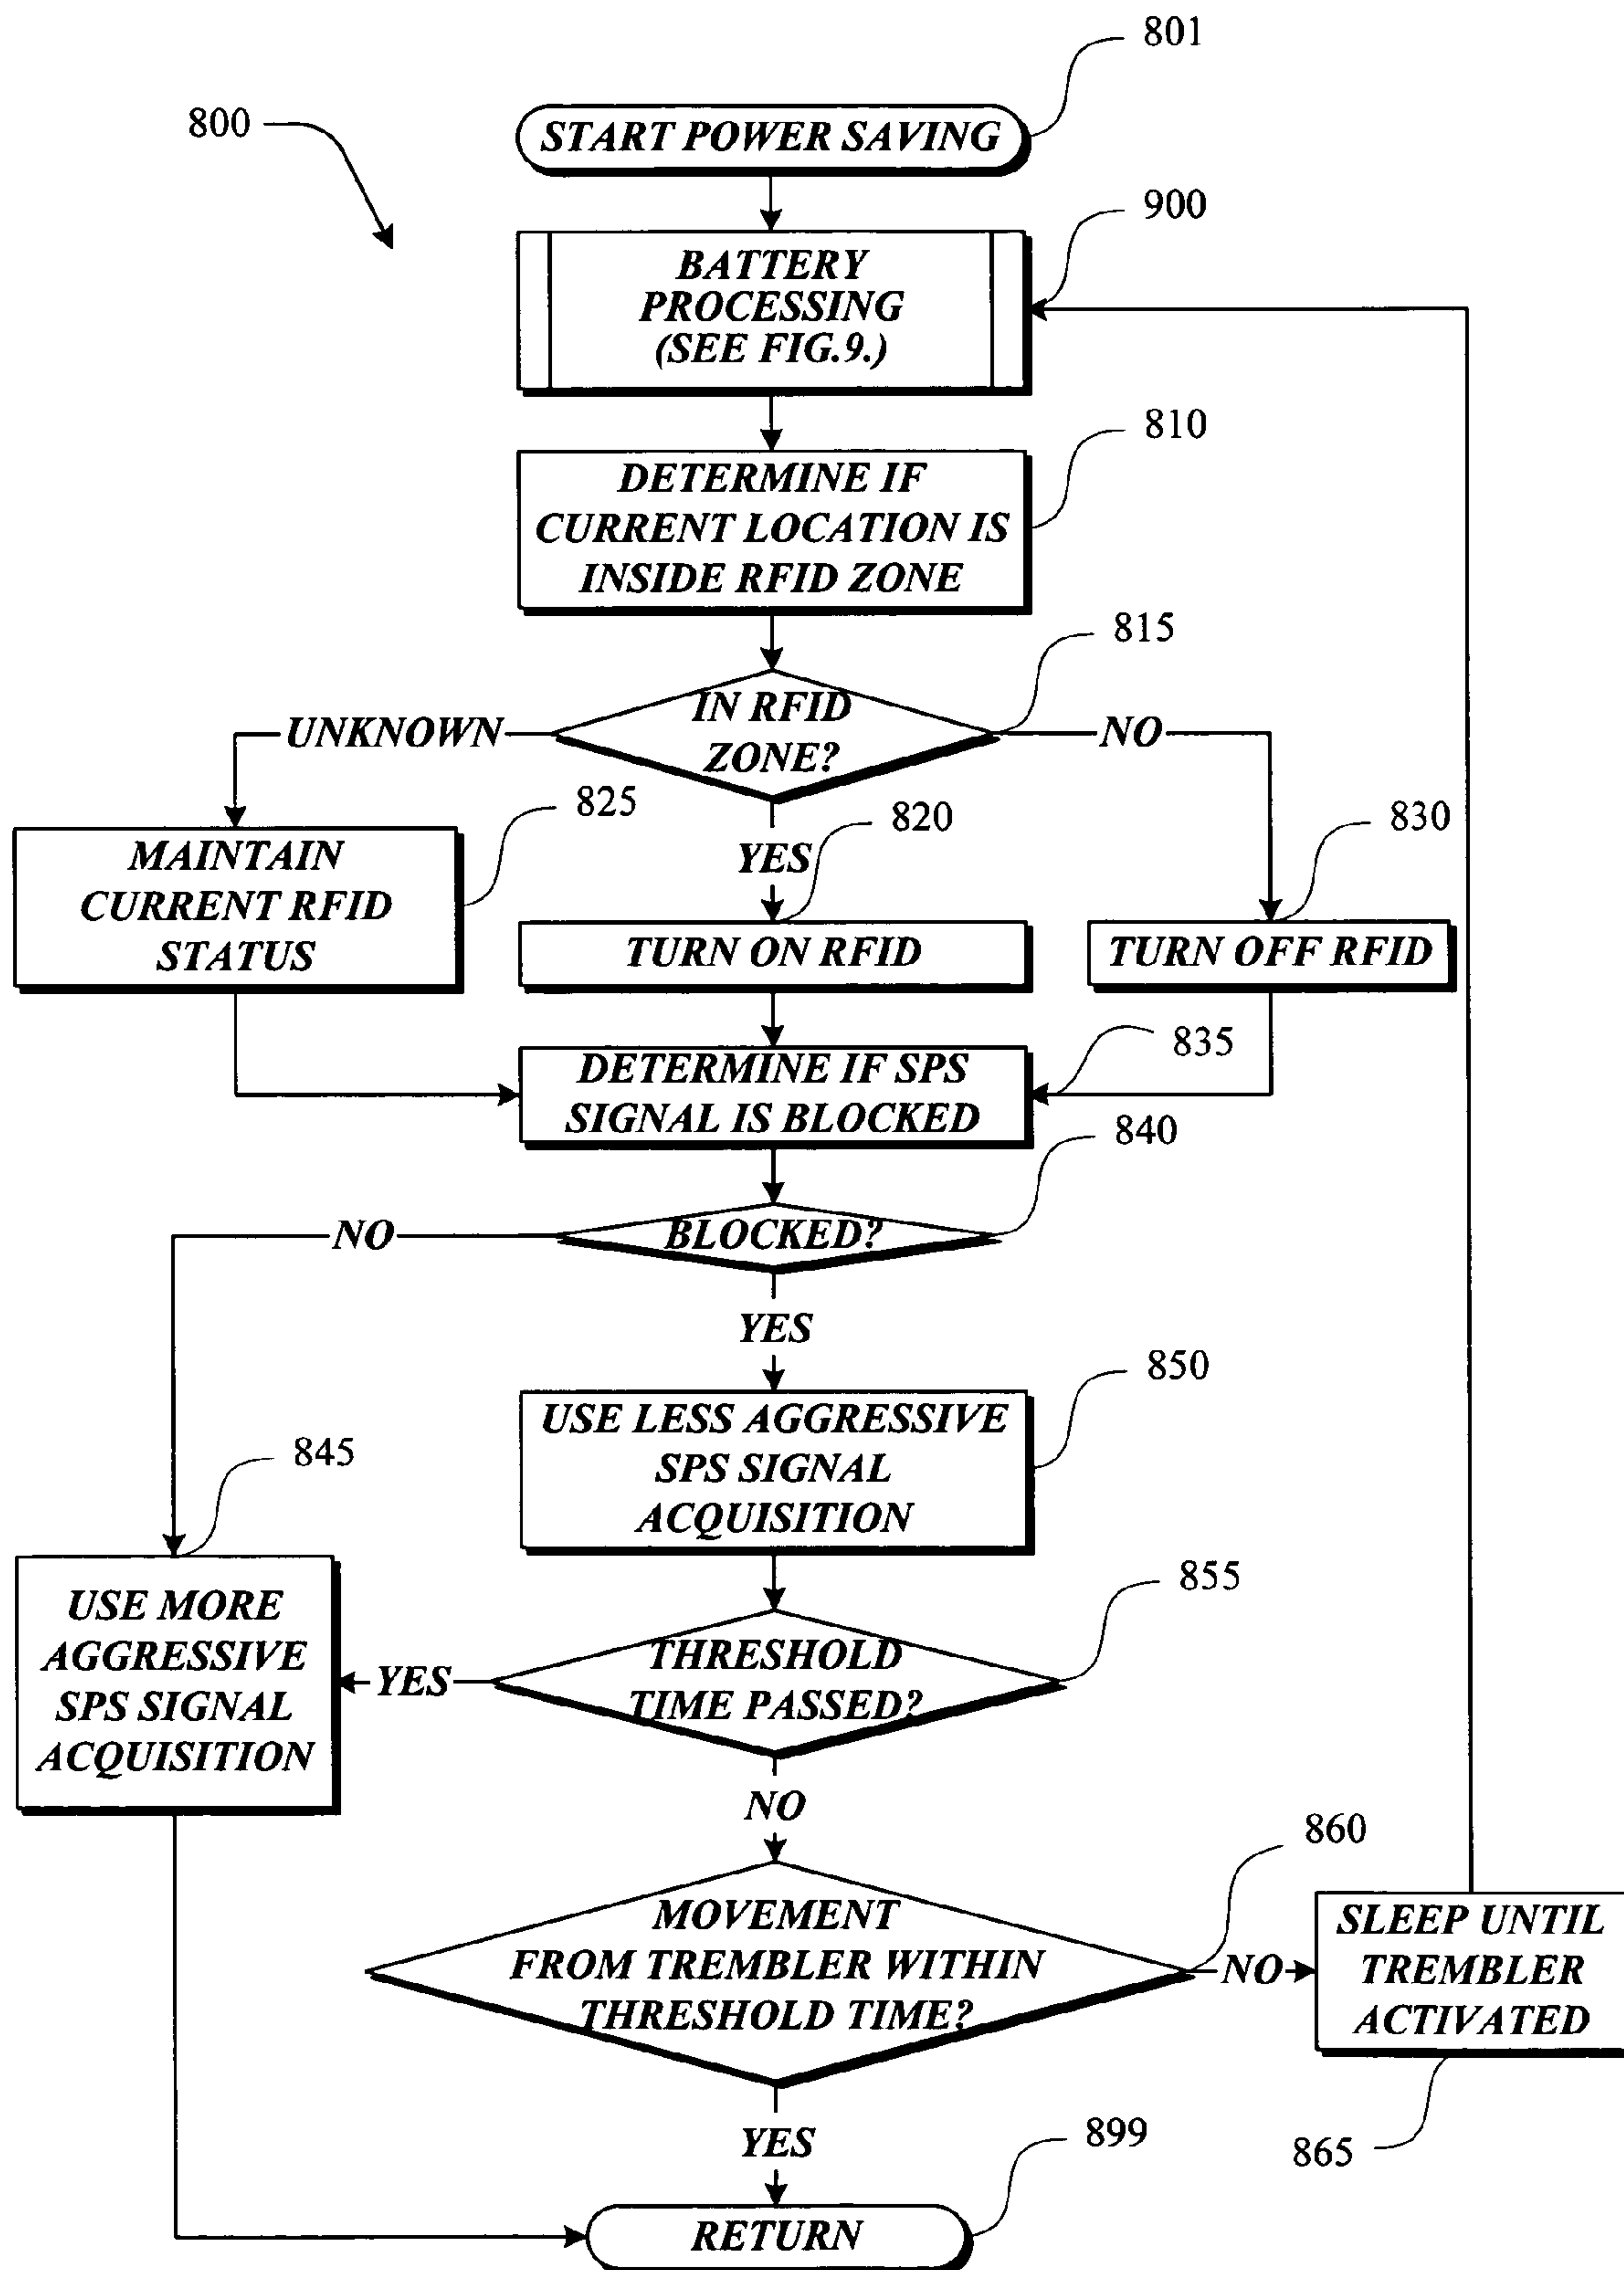 801
800
START POWER SAVING
900
BATTERY
PROCESSING
(SEE FIG.9.)
810
DETERMINE IF
CURRENT LOCATION IS
INSIDE RFID ZONE
815
IN RFID
ZONE?
UNKNOWN
NO
825
820
830
YES
MAINTAIN
CURRENT RFID
STATUS
TURN ON RFID
TURN OFF RFID
835
DETERMINE IF SPS
SIGNAL IS BLOCKED
840
BLOCKED?
NO
YES
850
USE LESS AGGRESSIVE
SPS SIGNAL
ACQUISITION
845
855
USE MORE
AGGRESSIVE
SPS SIGNAL
ACQUISITION
YES
THRESHOLD
TIME PASSED?
NO
860
MOVEMENT
FROM TREMBLER WITHIN
THRESHOLD TIME?
NO
SLEEP UNTIL
TREMBLER
ACTIVATED
865
YES
899
RETURN